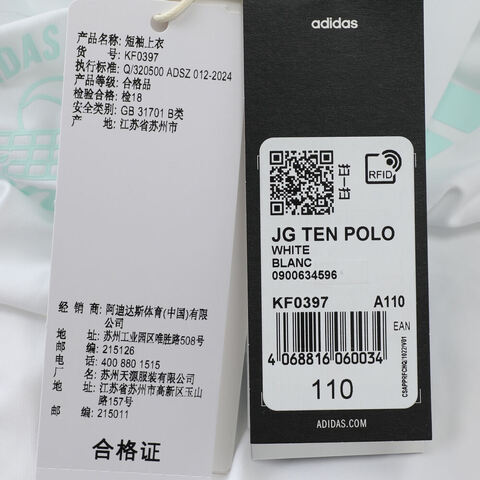 产品名称: 短袖上衣
货 号: KF0397
执行标准: Q/320500 ADSZ 012-2024
产品等级: 合格品
检验合格: 检18
安全类别: GB 31701 B类
产 地: 江苏省苏州市
经 销 商: 阿迪达斯体育(中国)有限
公司
地 址: 苏州工业园区唯胜路508号
邮 编: 215126
电 话: 400 880 1515
厂 名: 苏州天源服装有限公司
地 址: 江苏省苏州高新区玉山
路157号
邮 编: 215011
合格证
adidas
RFID
扫一扫
JG TEN POLO
WHITE
BLANC
0900634596
KF0397 A110
EAN
4 068816 060034
110
ADIDAS.COM
ADIDAS